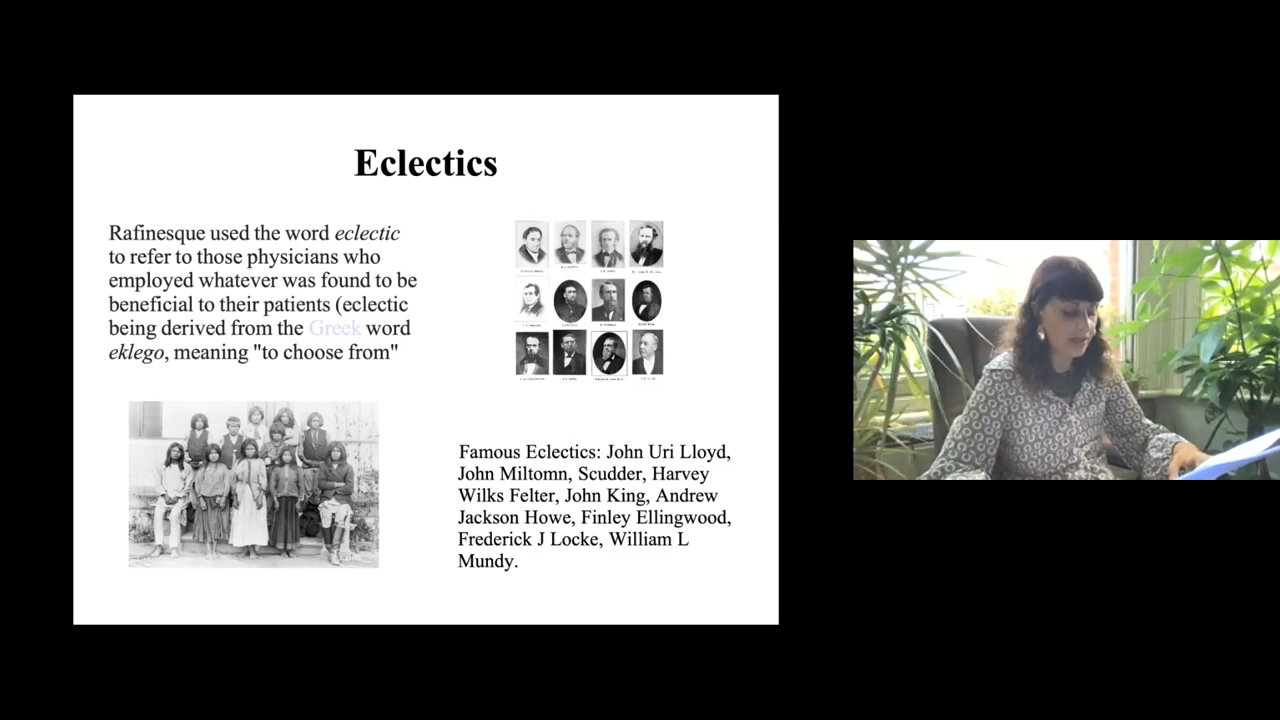 Eclectics
Rafinesque used the word eclectic
to refer to those physicians who
employed whatever was found to be
beneficial to their patients (eclectic
being derived from the Greek word
eklego, meaning "to choose from"
Famous Eclectics: John Uri Lloyd,
John Miltomn, Scudder, Harvey
Wilks Felter, John King, Andrew
Jackson Howe, Finley Ellingwood,
Frederick J Locke, William L
Mundy.